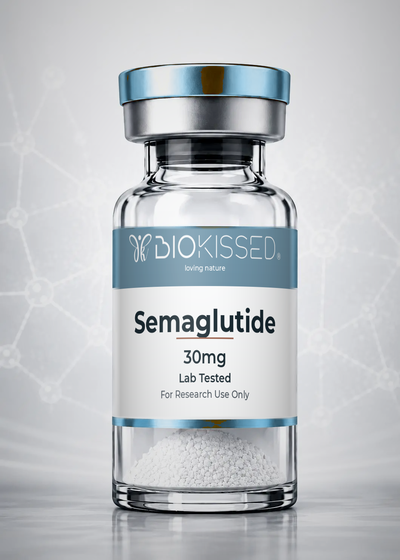 BIOKISSED®
loving nature
Semaglutide
30mg
Lab Tested
For Research Use Only